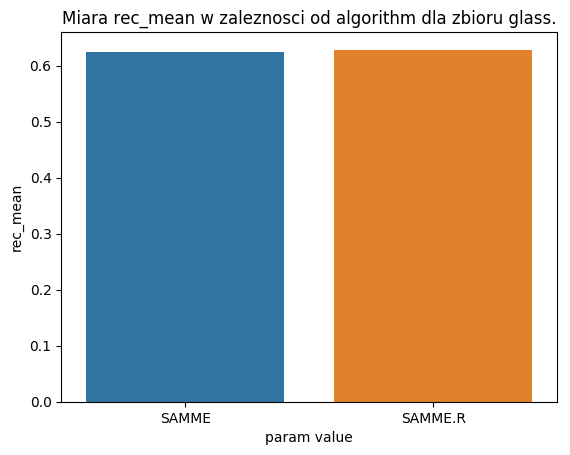 Miara rec_mean w zaleznosci od algorithm dla zbioru glass.
rec_mean
0.6
0.5
0.4
0.3
0.2
0.1
0.0
SAMME SAMME.R
param value